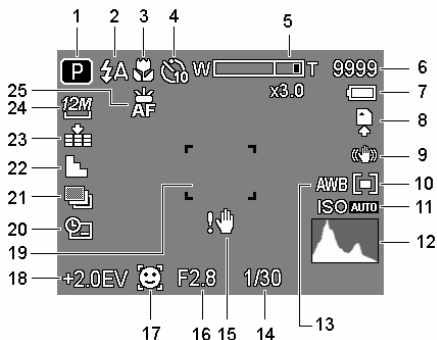 1 2 3 4 5
P A 10 W T 9999 6
x3.0 7
25 AF
24 12M 8
23 9
22 AWB 10
21 ISO AUTO 11
20 12
19 !
18 +2.0EV F2.8 1/30 13
17 16 15 14